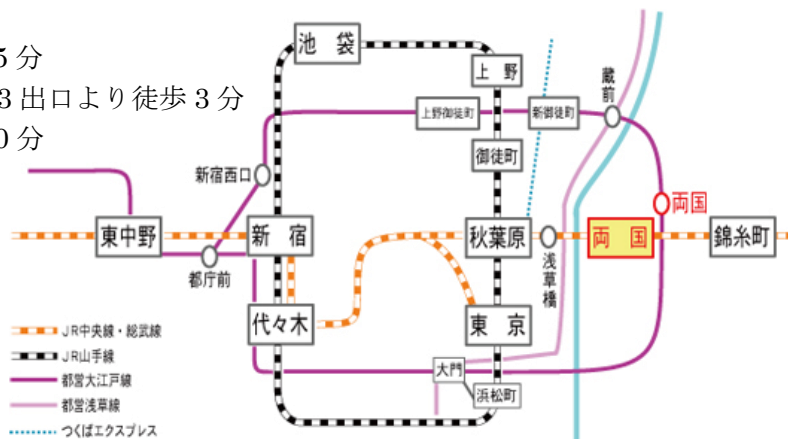 5 分
3 出口より徒歩 3 分
0 分
池 袋
上 野
蔵前
上野御徒町
新御徒町
御徒町
新宿西口
両国
東中野
新 宿
秋葉原
浅草橋
両 国
錦糸町
都庁前
代々木
東 京
大門
浜松町
JR中央線・総武線
JR山手線
都営大江戸線
都営浅草線
つくばエクスプレス